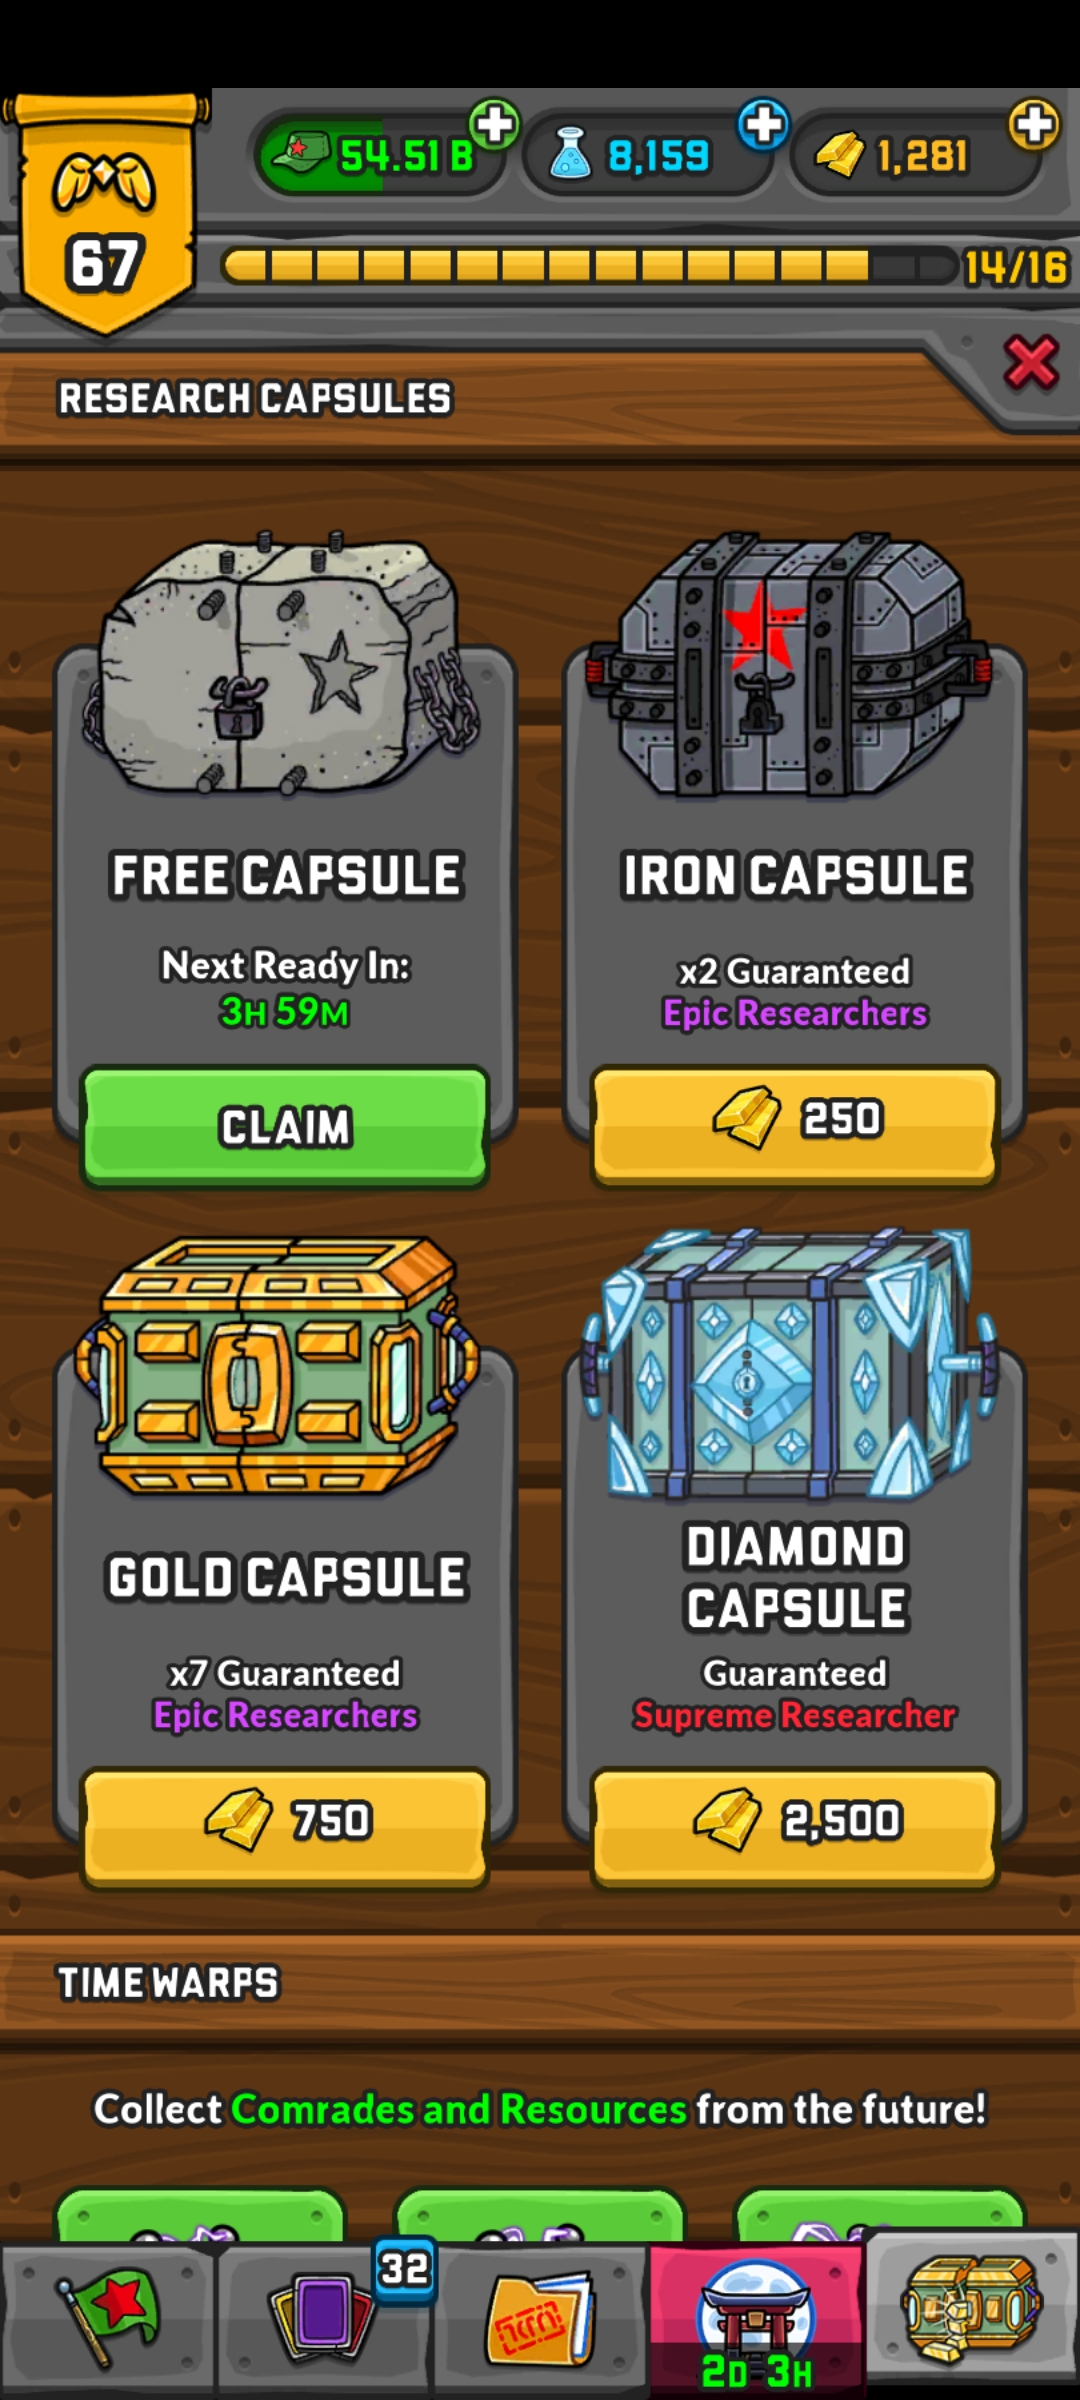 54.51 B
8,159
1,281
67
14/16
RESEARCH CAPSULES
FREE CAPSULE
Next Ready In:
3H 59M
CLAIM
IRON CAPSULE
x2 Guaranteed
Epic Researchers
250
GOLD CAPSULE
x7 Guaranteed
Epic Researchers
750
DIAMOND
CAPSULE
Guaranteed
Supreme Researcher
2,500
TIME WARPS
Collect Comrades and Resources from the future!
32
2D 3H